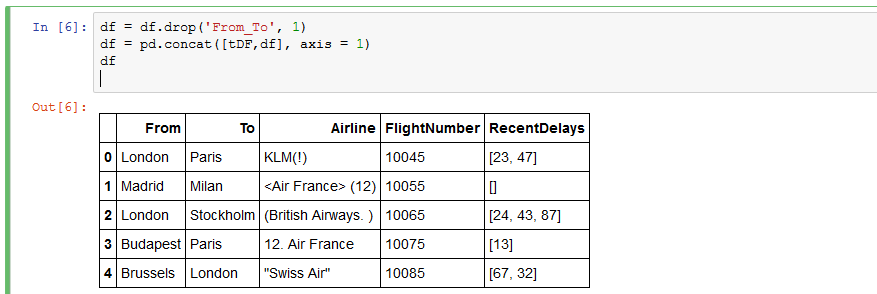 In [6]: df = df.drop('From_To', 1)
df = pd.concat([tDF,df], axis = 1)
df
Out[6]:
From To Airline FlightNumber RecentDelays
0 London Paris KLM(!) 10045 [23, 47]
1 Madrid Milan <Air France> (12) 10055 []
2 London Stockholm (British Airways. ) 10065 [24, 43, 87]
3 Budapest Paris 12. Air France 10075 [13]
4 Brussels London "Swiss Air" 10085 [67, 32]